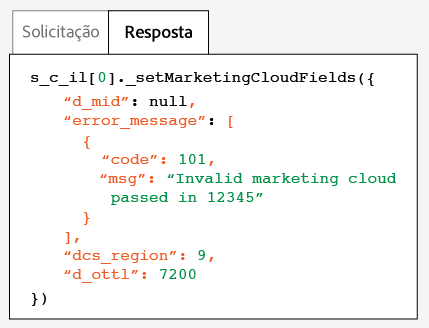 Solicitação
Resposta
s_c_il[0]._setMarketingCloudFields({
“d_mid”: null,
“error_message”: [
{
“code”: 101,
“msg”: “Invalid marketing cloud
passed in 12345”
}
],
“dcs_region”: 9,
“d_ottl”: 7200
})